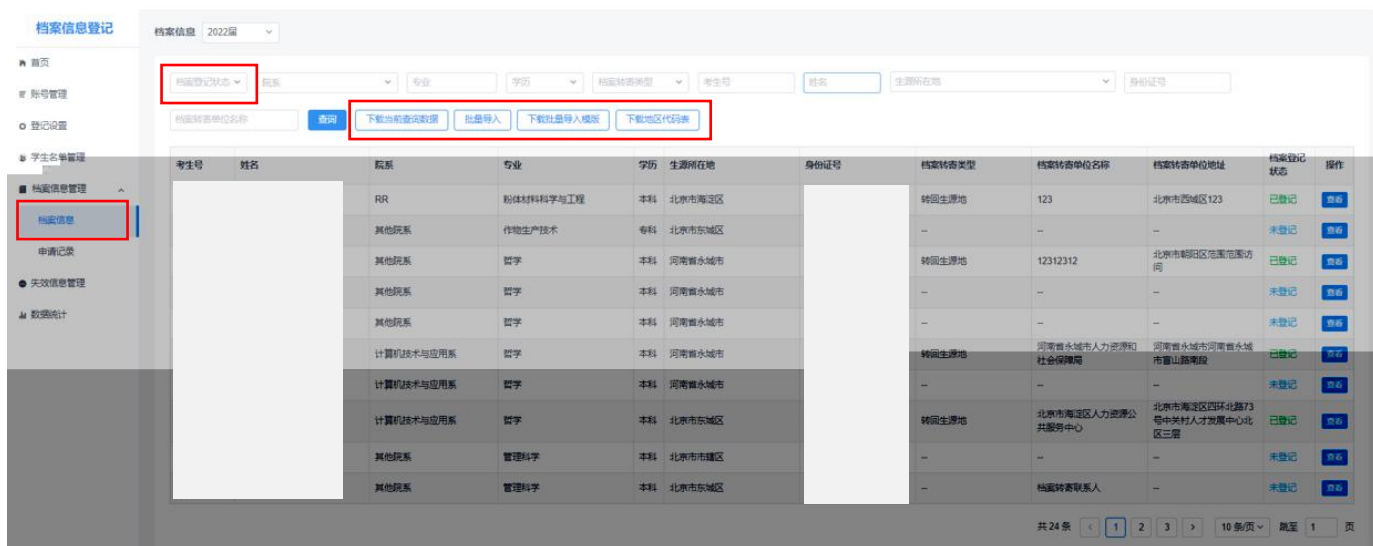 档案信息登记
档案信息 2022届
首页
账号管理
登记设置
学生名单管理
档案信息管理
档案信息
申请记录
失效信息管理
数据统计
档案登记状态 院系 专业 学历 档案转寄类型 考生号 姓名 生源所在地 身份证号
档案转寄单位名称 查询 下载当前查询数据 批量导入 下载批量导入模版 下载地区代码表
考生号 姓名 院系 专业 学历 生源所在地 身份证号 档案转寄类型 档案转寄单位名称 档案转寄单位地址 档案登记状态 操作
RR 粉体材料科学与工程 本科 北京市海淀区 转回生源地 123 北京市西城区123 已登记 查看
其他院系 作物生产技术 专科 北京市东城区 -- -- -- 未登记 查看
其他院系 哲学 本科 河南省永城市 转回生源地 12312312 北京市朝阳区范围范围访问 已登记 查看
其他院系 哲学 本科 河南省永城市 -- -- -- 未登记 查看
其他院系 哲学 本科 河南省永城市 -- -- -- 未登记 查看
计算机技术与应用系 哲学 本科 河南省永城市 转回生源地 河南省永城市人力资源和社会保障局 河南省永城市河南省永城市富山路南段 已登记 查看
计算机技术与应用系 哲学 本科 河南省永城市 -- -- -- 未登记 查看
计算机技术与应用系 哲学 本科 北京市东城区 转回生源地 北京市海淀区人力资源公共服务中心 北京市海淀区四环北路73号中关村人才发展中心北区三层 已登记 查看
其他院系 管理科学 本科 北京市市辖区 -- -- -- 未登记 查看
其他院系 管理科学 本科 北京市东城区 -- 档案转寄联系人 -- 未登记 查看
共 24 条 < 1 2 3 > 10 条/页 跳至 1 页